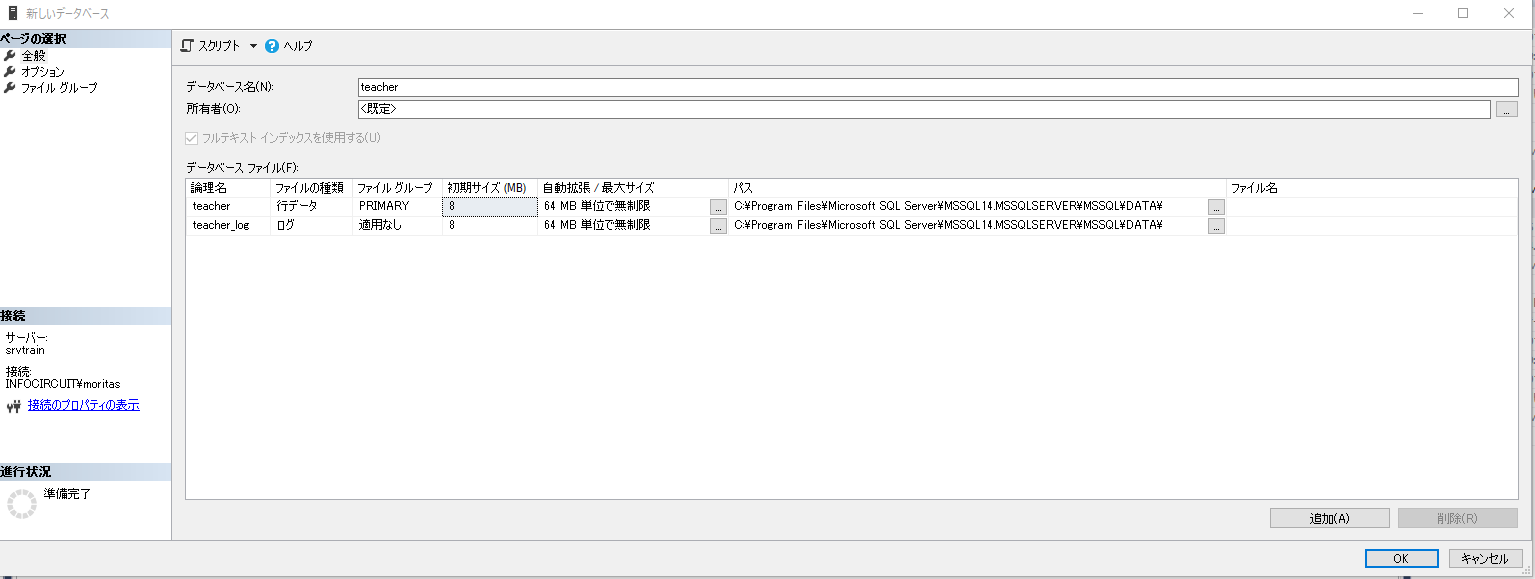 新しいデータベース
ページの選択
全般
オプション
ファイル グループ
スクリプト
ヘルプ
データベース名(N):
teacher
所有者(O):
<既定>
...
フルテキスト インデックスを使用する(U)
データベース ファイル(F):
論理名 ファイルの種類 ファイル グループ 初期サイズ (MB) 自動拡張 / 最大サイズ パス ファイル名
teacher 行データ PRIMARY 8 64 MB 単位で無制限 ... C:¥Program Files¥Microsoft SQL Server¥MSSQL14.MSSQLSERVER¥MSSQL¥DATA¥ ...
teacher_log ログ 適用なし 8 64 MB 単位で無制限 ... C:¥Program Files¥Microsoft SQL Server¥MSSQL14.MSSQLSERVER¥MSSQL¥DATA¥ ...
接続
サーバー:
srvtrain
接続:
INFOCIRCUIT¥moritas
接続のプロパティの表示
進行状況
準備完了
追加(A) 削除(R)
OK キャンセル